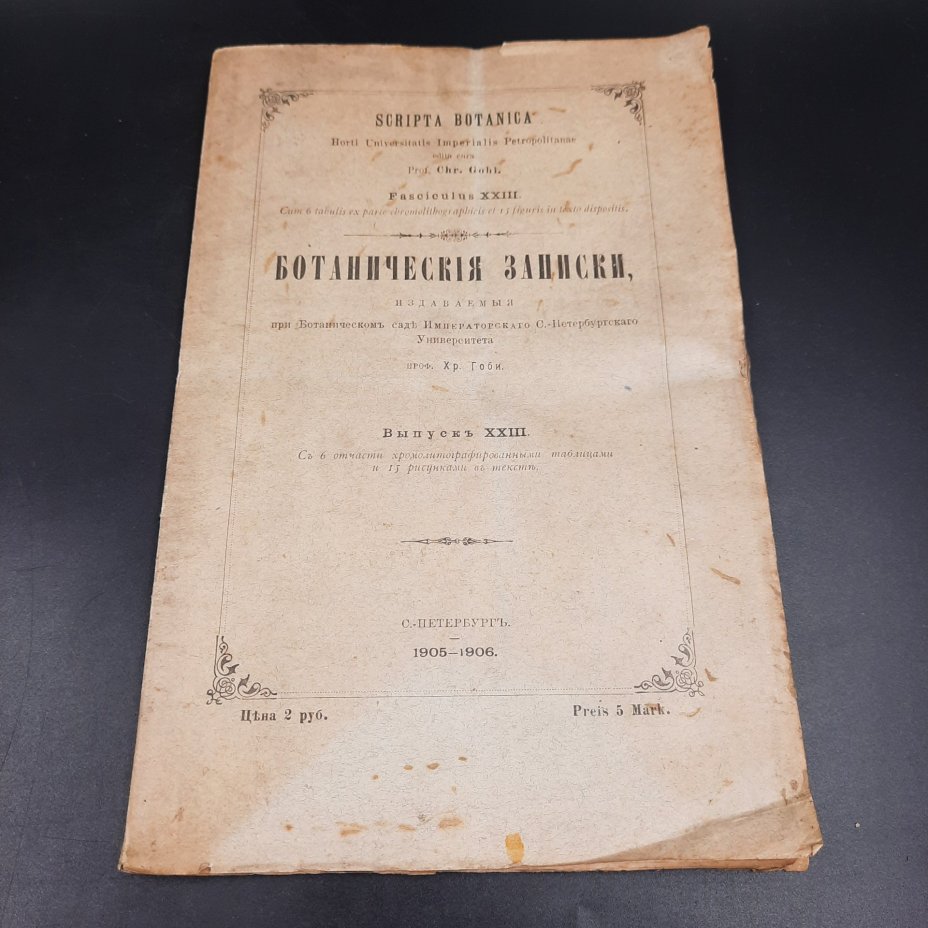 SCRIPTA BOTANICA
Horti Universitatis Imperialis Petropolitanae
edita cura
Prof. Chr. Gobi.
Fasciculus XXIII.
Cum 6 tabulis ex parte chromolithographicis et 15 figuris in texto dispositis.
БОТАНИЧЕСКІЯ ЗАПИСКИ,
ИЗДАВАЕМЫЯ
при Ботаническомъ садѣ ИМПЕРАТОРСКАГО С.-Петербургскаго
Университета
ПРОФ. Хр. Гоби.
Выпускъ XXIII.
Съ 6 отчасти хромолитографированными таблицами
и 15 рисунками въ текстѣ.
С.-ПЕТЕРБУРГЪ.
1905–1906.
Цѣна 2 руб.
Preis 5 Mark.